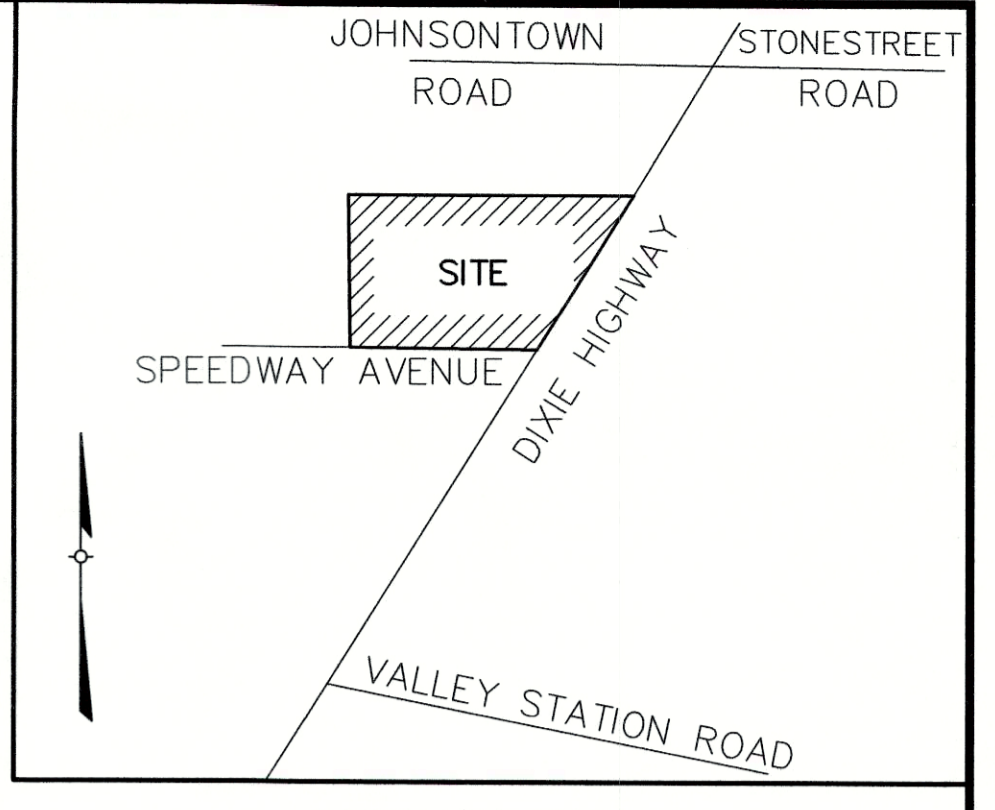 JOHNSONTOWN
ROAD
STONESTREET
ROAD
SITE
SPEEDWAY AVENUE
DIXIE HIGHWAY
VALLEY STATION ROAD